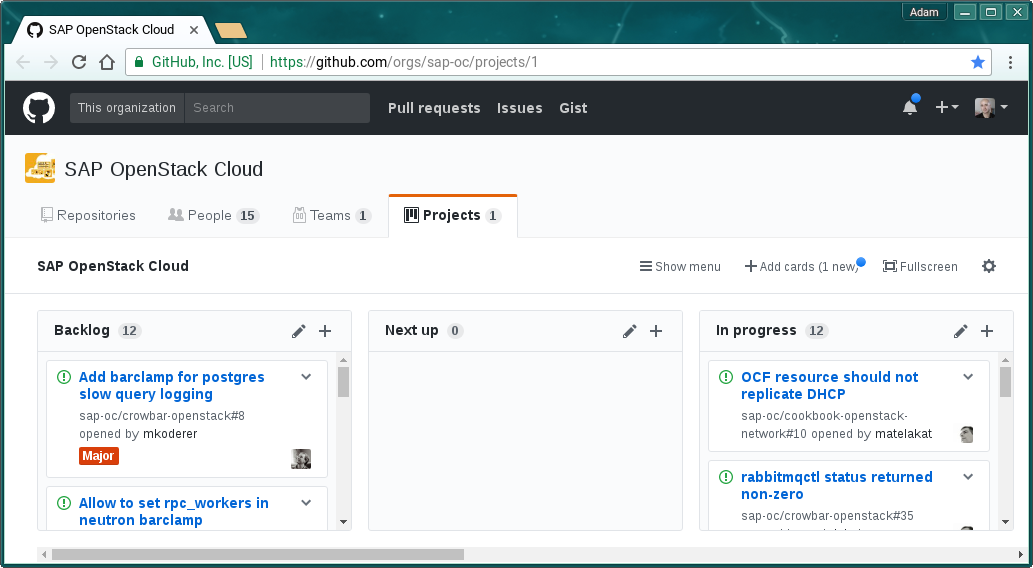 Adam
SAP OpenStack Cloud
GitHub, Inc. [US] https://github.com/orgs/sap-oc/projects/1
This organization Search Pull requests Issues Gist
SAP OpenStack Cloud
Repositories People 15 Teams 1 Projects 1
SAP OpenStack Cloud Show menu Add cards (1 new) Fullscreen
Backlog 12
Add barclamp for postgres
slow query logging
sap-oc/crowbar-openstack#8
opened by mkoderer
Major
Allow to set rpc_workers in
neutron barclamp
Next up 0
In progress 12
OCF resource should not
replicate DHCP
sap-oc/cookbook-openstack-
network#10 opened by matelakat
rabbitmqctl status returned
non-zero
sap-oc/crowbar-openstack#35